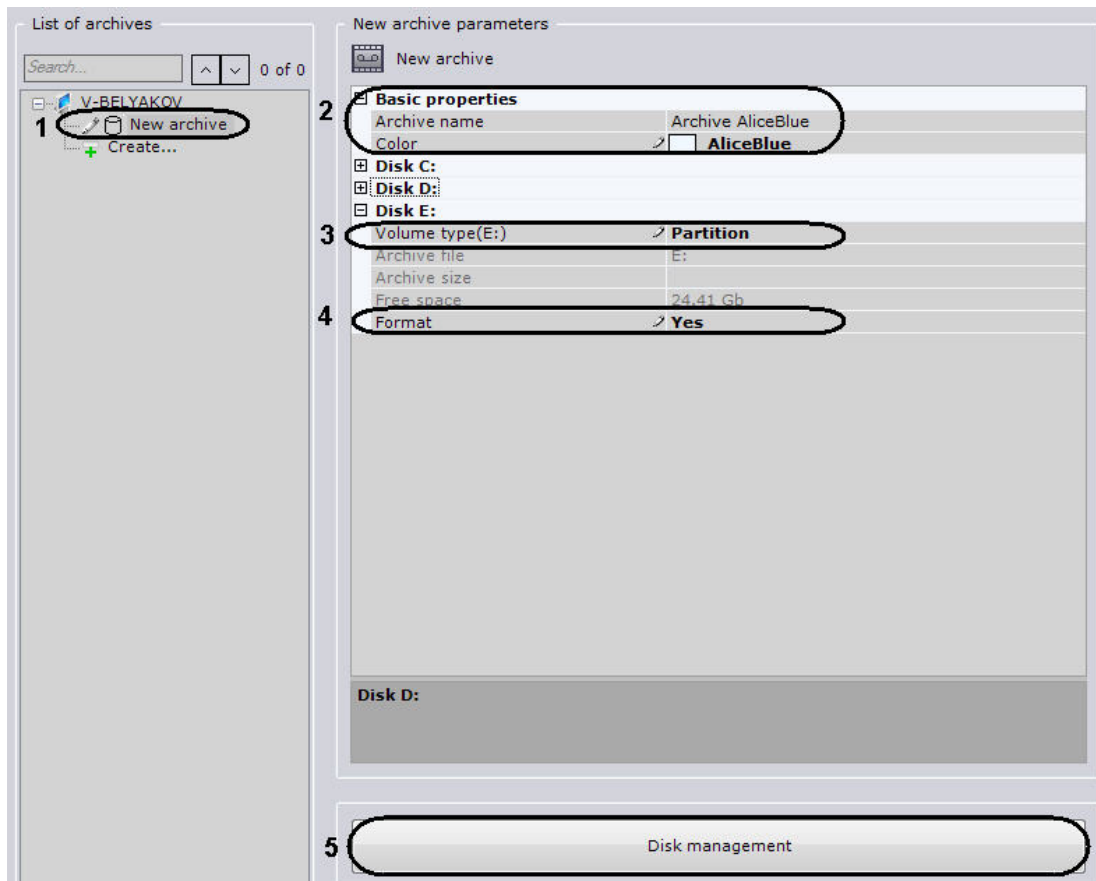 List of archives
Search...
0 of 0
V-BELYAKOV
1 New archive
Create...
New archive parameters
New archive
2 Basic properties
Archive name Archive AliceBlue
Color AliceBlue
Disk C:
Disk D:
Disk E:
3 Volume type(E:) Partition
Archive file E:
Archive size
Free space 24.41 Gb
4 Format Yes
Disk D:
5 Disk management